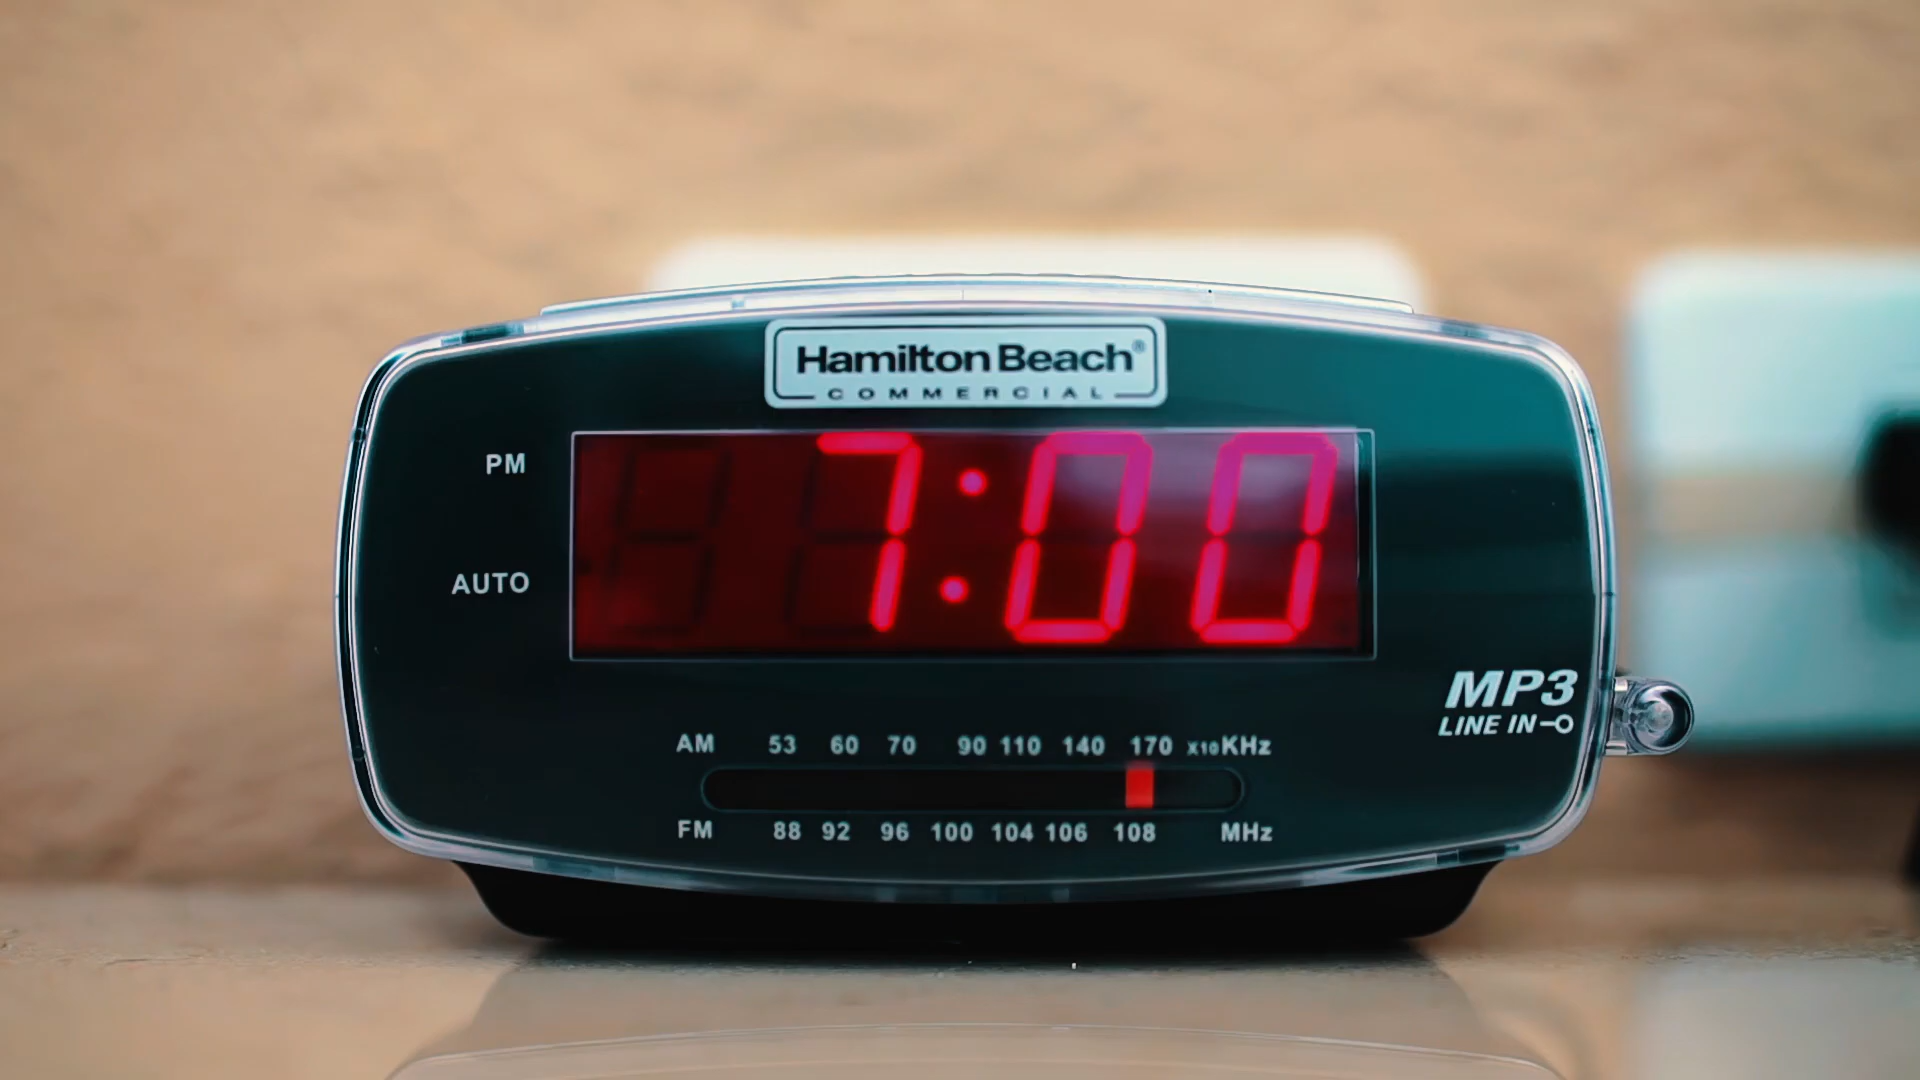 Hamilton Beach®
COMMERCIAL
PM
7:00
AUTO
MP3
LINE IN
AM 53 60 70 90 110 140 170 X10KHz
FM 88 92 96 100 104 106 108 MHz